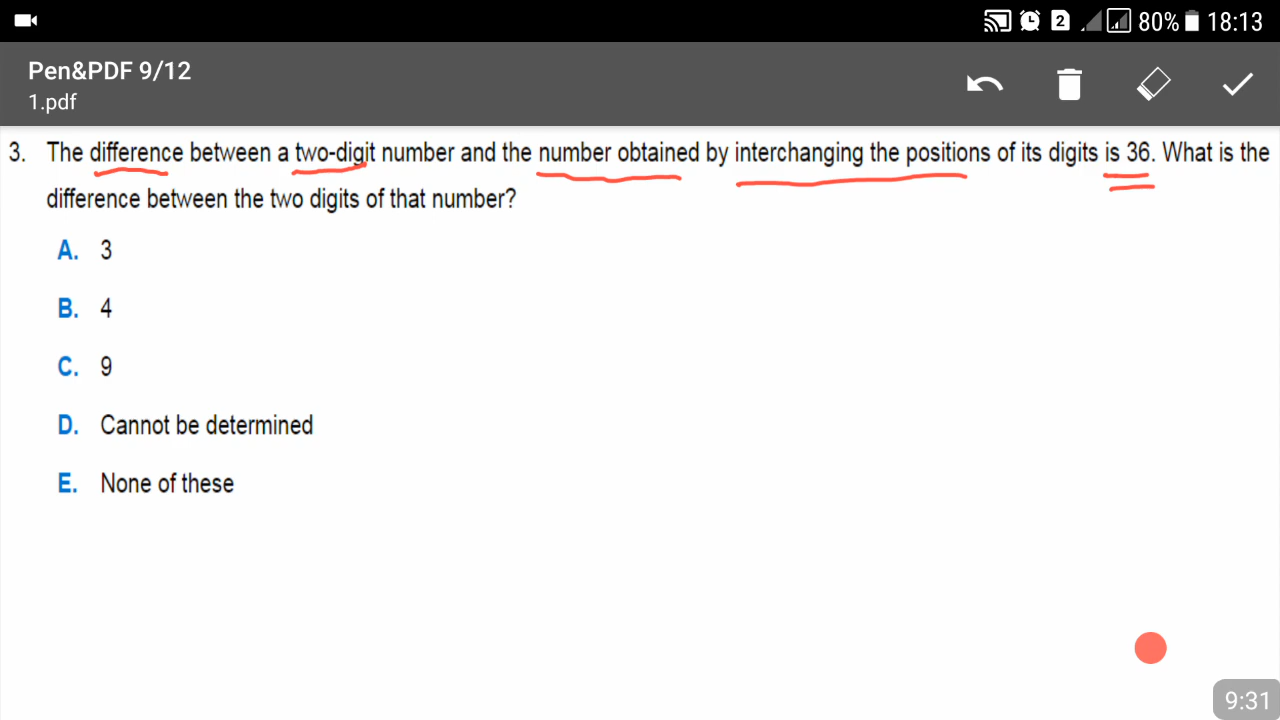 2 80% 18:13
Pen&PDF 9/12
1.pdf
3. The difference between a two-digit number and the number obtained by interchanging the positions of its digits is 36. What is the
difference between the two digits of that number?
A. 3
B. 4
C. 9
D. Cannot be determined
E. None of these
9:31